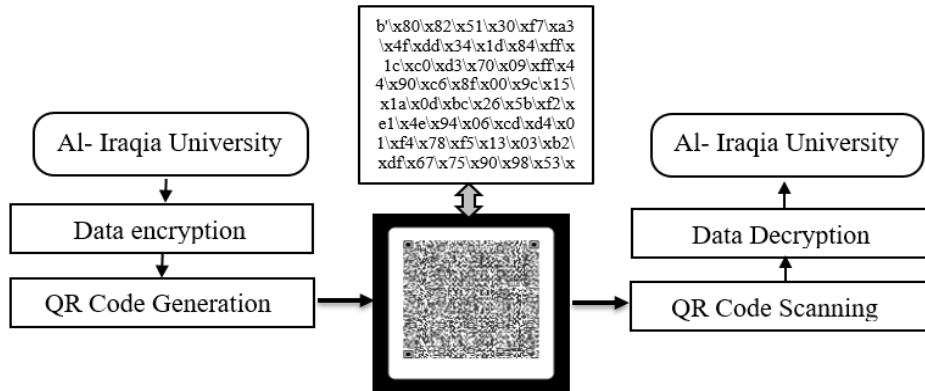 b'\x80\x82\x51\x30\xf7\xa3
\x4f\xdd\x34\x1d\x84\xff\x
1c\xc0\xd3\x70\x09\xff\x4
4\x90\xc6\x8f\x00\x9c\x15\
x1a\x0d\xbc\x26\x5b\xf2\x
e1\x4e\x94\x06\xcd\xd4\x0
1\xf4\x78\xf5\x13\x03\xb2\
xdf\x67\x75\x90\x98\x53\x
Al- Iraqia University
Data encryption
QR Code Generation
Al- Iraqia University
Data Decryption
QR Code Scanning